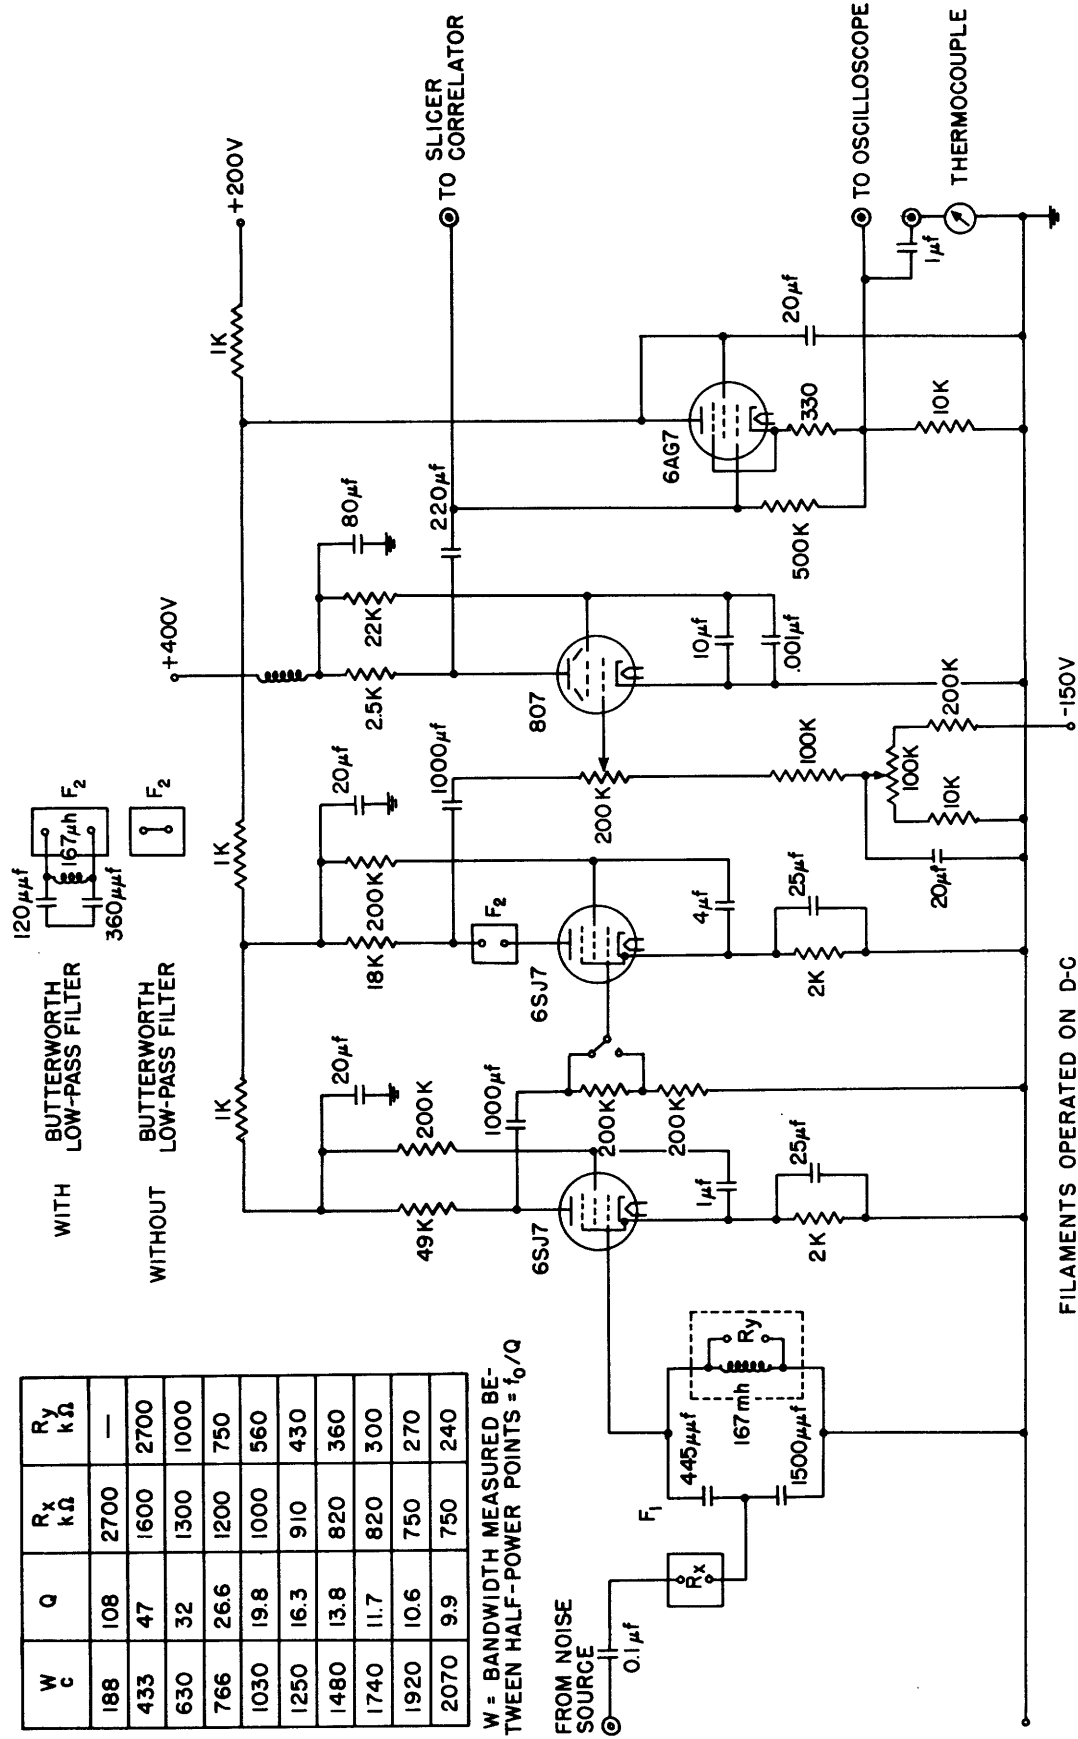 W
c
Q
Rx
kΩ
Ry
kΩ
188 108 2700 —
433 47 1600 2700
630 32 1300 1000
766 26.6 1200 750
1030 19.8 1000 560
1250 16.3 910 430
1480 13.8 820 360
1740 11.7 820 300
1920 10.6 750 270
2070 9.9 750 240
W = BANDWIDTH MEASURED BE-
TWEEN HALF-POWER POINTS = fo/Q
WITH
BUTTERWORTH
LOW-PASS FILTER
120μμf
360μμf
167μh
F2
WITHOUT
BUTTERWORTH
LOW-PASS FILTER
F2
+400V
+200V
1K
1K
1K
20μf
20μf
80μf
49K
200K
18K
200K
2.5K
22K
1000μf
1000μf
220μf
TO SLICER
CORRELATOR
F2
6SJ7
6SJ7
807
6AG7
FROM NOISE
SOURCE
0.1μf
Rx
F1
445μμf
1500μμf
167mh
Ry
200K
200K
1μf
25μf
2K
4μf
25μf
2K
200K
100K
100K
10K
200K
20μf
-150V
10μf
.001μf
500K
330
10K
20μf
TO OSCILLOSCOPE
1μf
THERMOCOUPLE
FILAMENTS OPERATED ON D-C